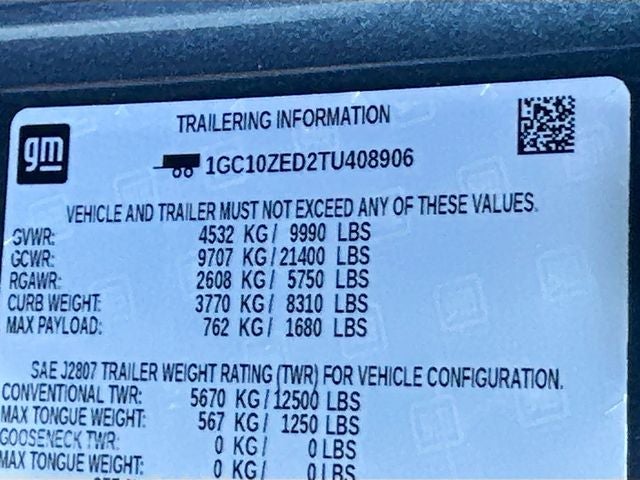 gm
TRAILERING INFORMATION
1GC10ZED2TU408906
VEHICLE AND TRAILER MUST NOT EXCEED ANY OF THESE VALUES.
GVWR: 4532 KG/ 9990 LBS
GCWR: 9707 KG/21400 LBS
RGAWR: 2608 KG/ 5750 LBS
CURB WEIGHT: 3770 KG/ 8310 LBS
MAX PAYLOAD: 762 KG/ 1680 LBS
SAE J2807 TRAILER WEIGHT RATING (TWR) FOR VEHICLE CONFIGURATION.
CONVENTIONAL TWR: 5670 KG/12500 LBS
MAX TONGUE WEIGHT: 567 KG/ 1250 LBS
GOOSENECK TWR: 0 KG/ 0 LBS
MAX TONGUE WEIGHT: 0 KG/ 0 LBS